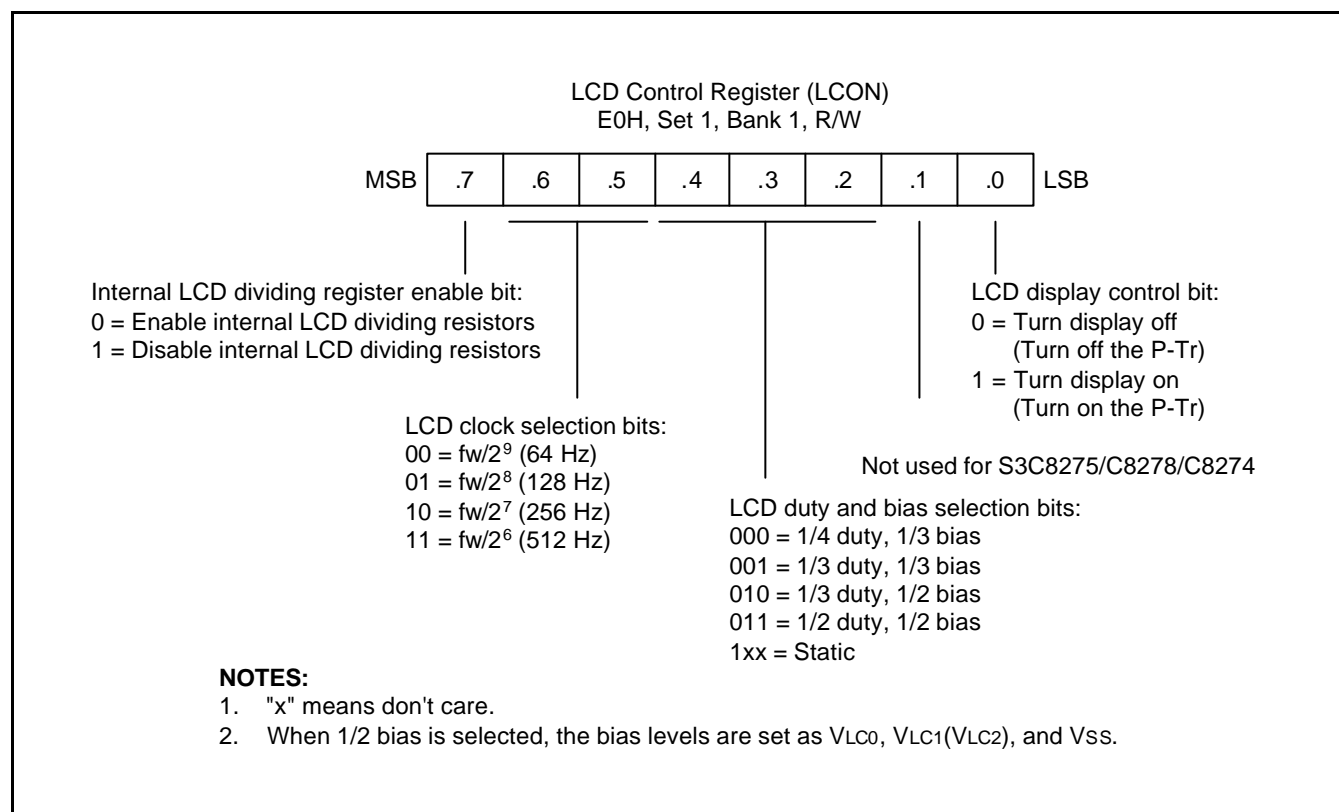 LCD Control Register (LCON)
E0H, Set 1, Bank 1, R/W
MSB .7 .6 .5 .4 .3 .2 .1 .0 LSB
Internal LCD dividing register enable bit:
0 = Enable internal LCD dividing resistors
1 = Disable internal LCD dividing resistors
LCD display control bit:
0 = Turn display off
(Turn off the P-Tr)
1 = Turn display on
(Turn on the P-Tr)
LCD clock selection bits:
00 = fw/2⁹ (64 Hz)
01 = fw/2⁸ (128 Hz)
10 = fw/2⁷ (256 Hz)
11 = fw/2⁶ (512 Hz)
Not used for S3C8275/C8278/C8274
LCD duty and bias selection bits:
000 = 1/4 duty, 1/3 bias
001 = 1/3 duty, 1/3 bias
010 = 1/3 duty, 1/2 bias
011 = 1/2 duty, 1/2 bias
1xx = Static
NOTES:
1. "x" means don't care.
2. When 1/2 bias is selected, the bias levels are set as VLC0, VLC1(VLC2), and VSS.